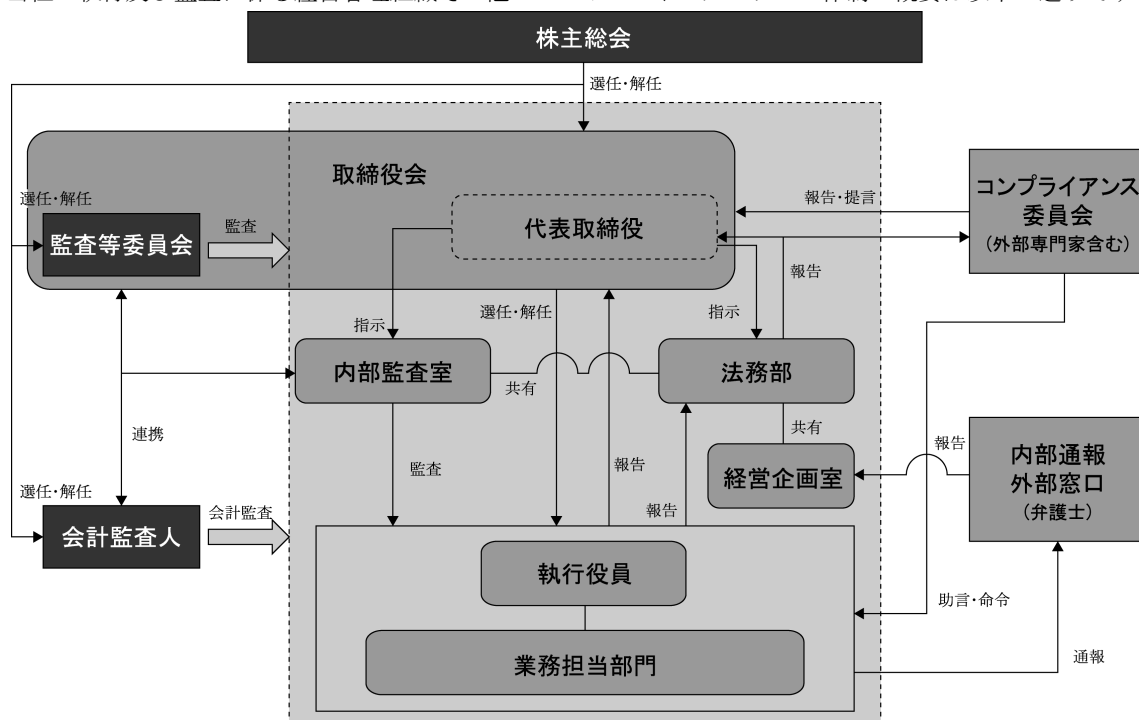 株主総会
選任・解任
取締役会
代表取締役
選任・解任
監査等委員会
監査
コンプライアンス
委員会
(外部専門家含む)
報告・提言
報告
指示
選任・解任
指示
内部監査室
共有
法務部
連携
監査
報告
報告
共有
経営企画室
報告
内部通報
外部窓口
(弁護士)
選任・解任
会計監査人
会計監査
執行役員
業務担当部門
助言・命令
通報